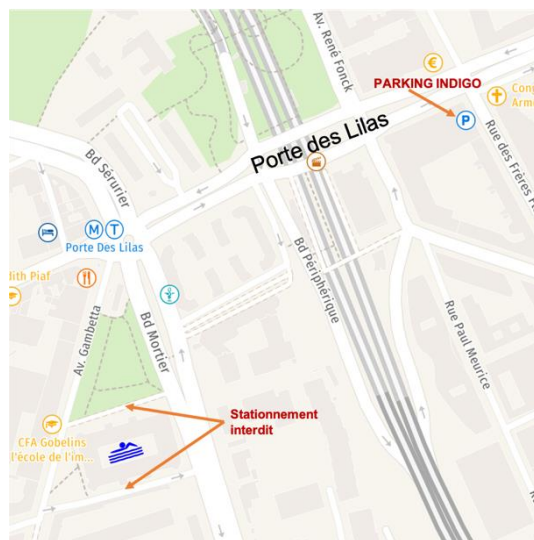 Av. René Fonck
€
PARKING INDIGO
P
Porte des Lilas
Rue des Frères
Bd Sérurier
M T
Porte Des Lilas
Piaf
Av. Gambetta
Bd Mortier
Bd Périphérique
Rue Paul Meurice
Stationnement
interdit
CFA Gobelins
l'école de l'im...